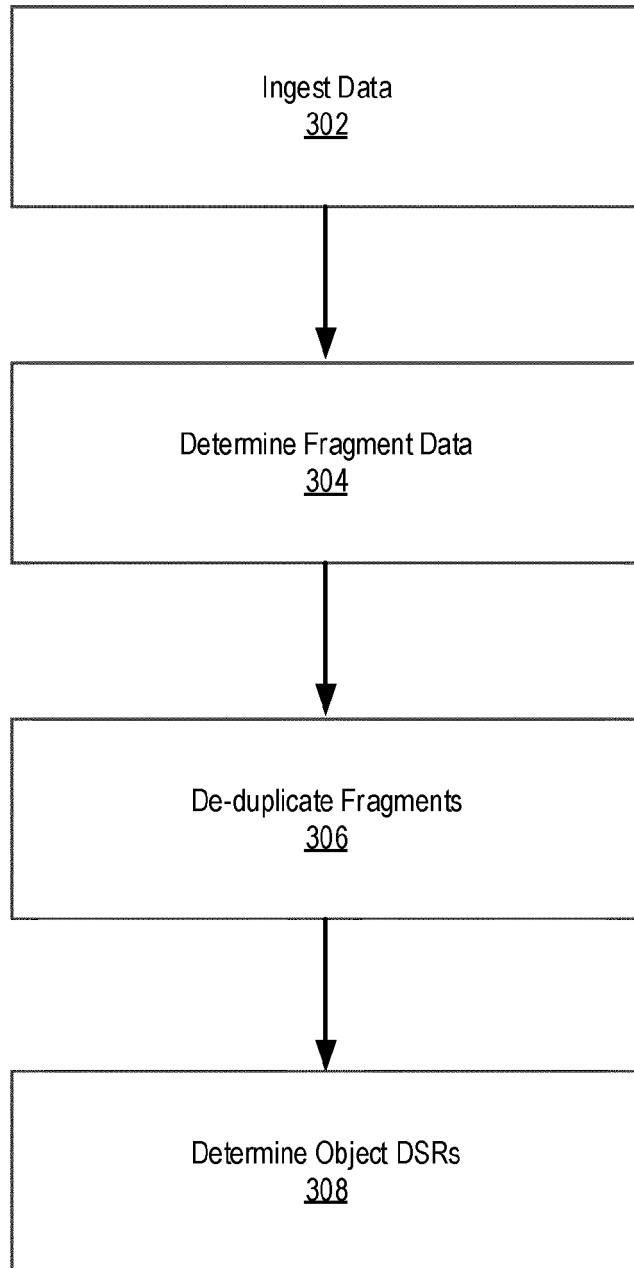 Ingest Data
302
Determine Fragment Data
304
De-duplicate Fragments
306
Determine Object DSRs
308